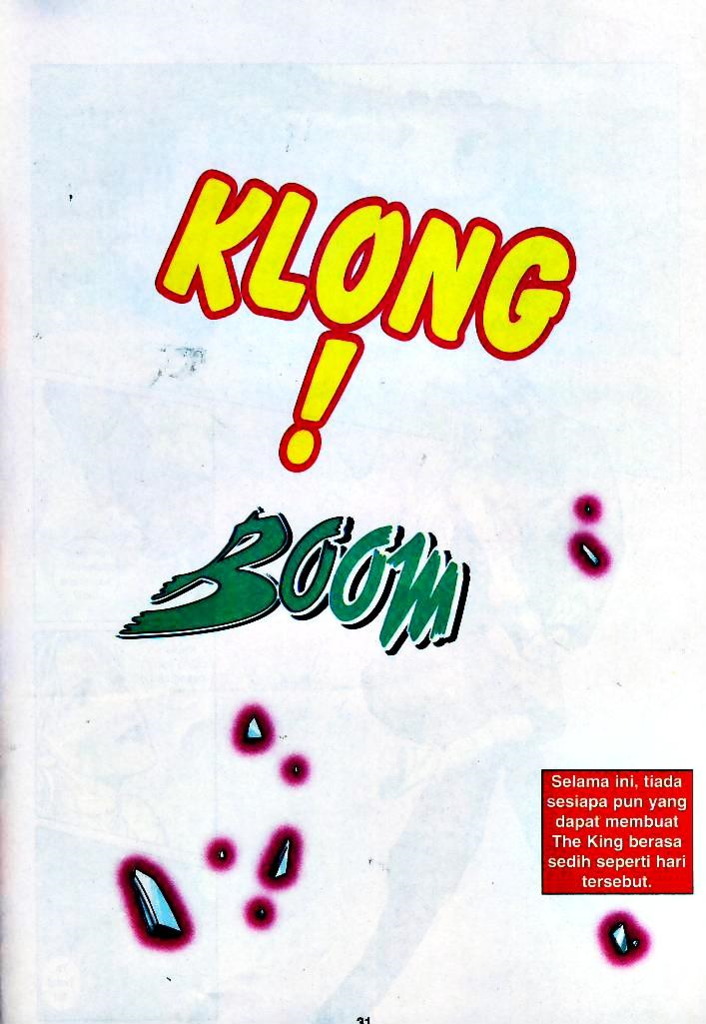 KLONG
!
BOOM
Selama ini, tiada
sesiapa pun yang
dapat membuat
The King berasa
sedih seperti hari
tersebut.
31